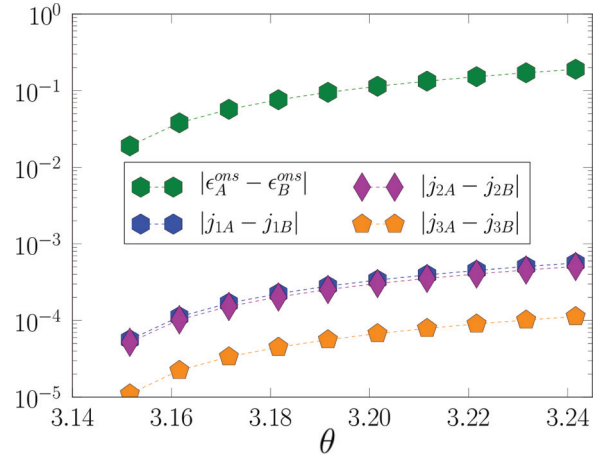 10⁰
10⁻¹
10⁻²
|ϵ_A^{ons} − ϵ_B^{ons}| |j_{2A} − j_{2B}|
|j_{1A} − j_{1B}| |j_{3A} − j_{3B}|
10⁻³
10⁻⁴
10⁻⁵
3.14 3.16 3.18 3.20 3.22 3.24
θ